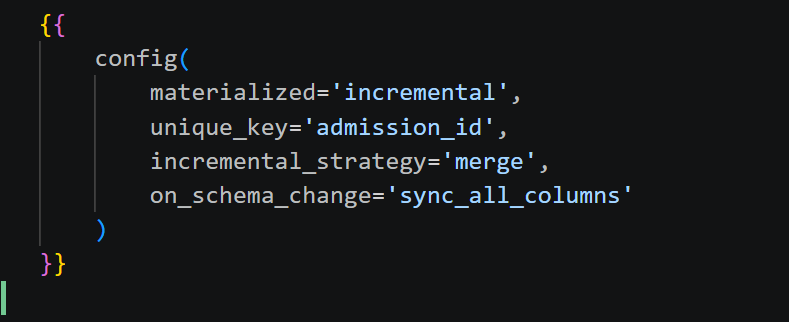 {{
config(
materialized='incremental',
unique_key='admission_id',
incremental_strategy='merge',
on_schema_change='sync_all_columns'
)
}}